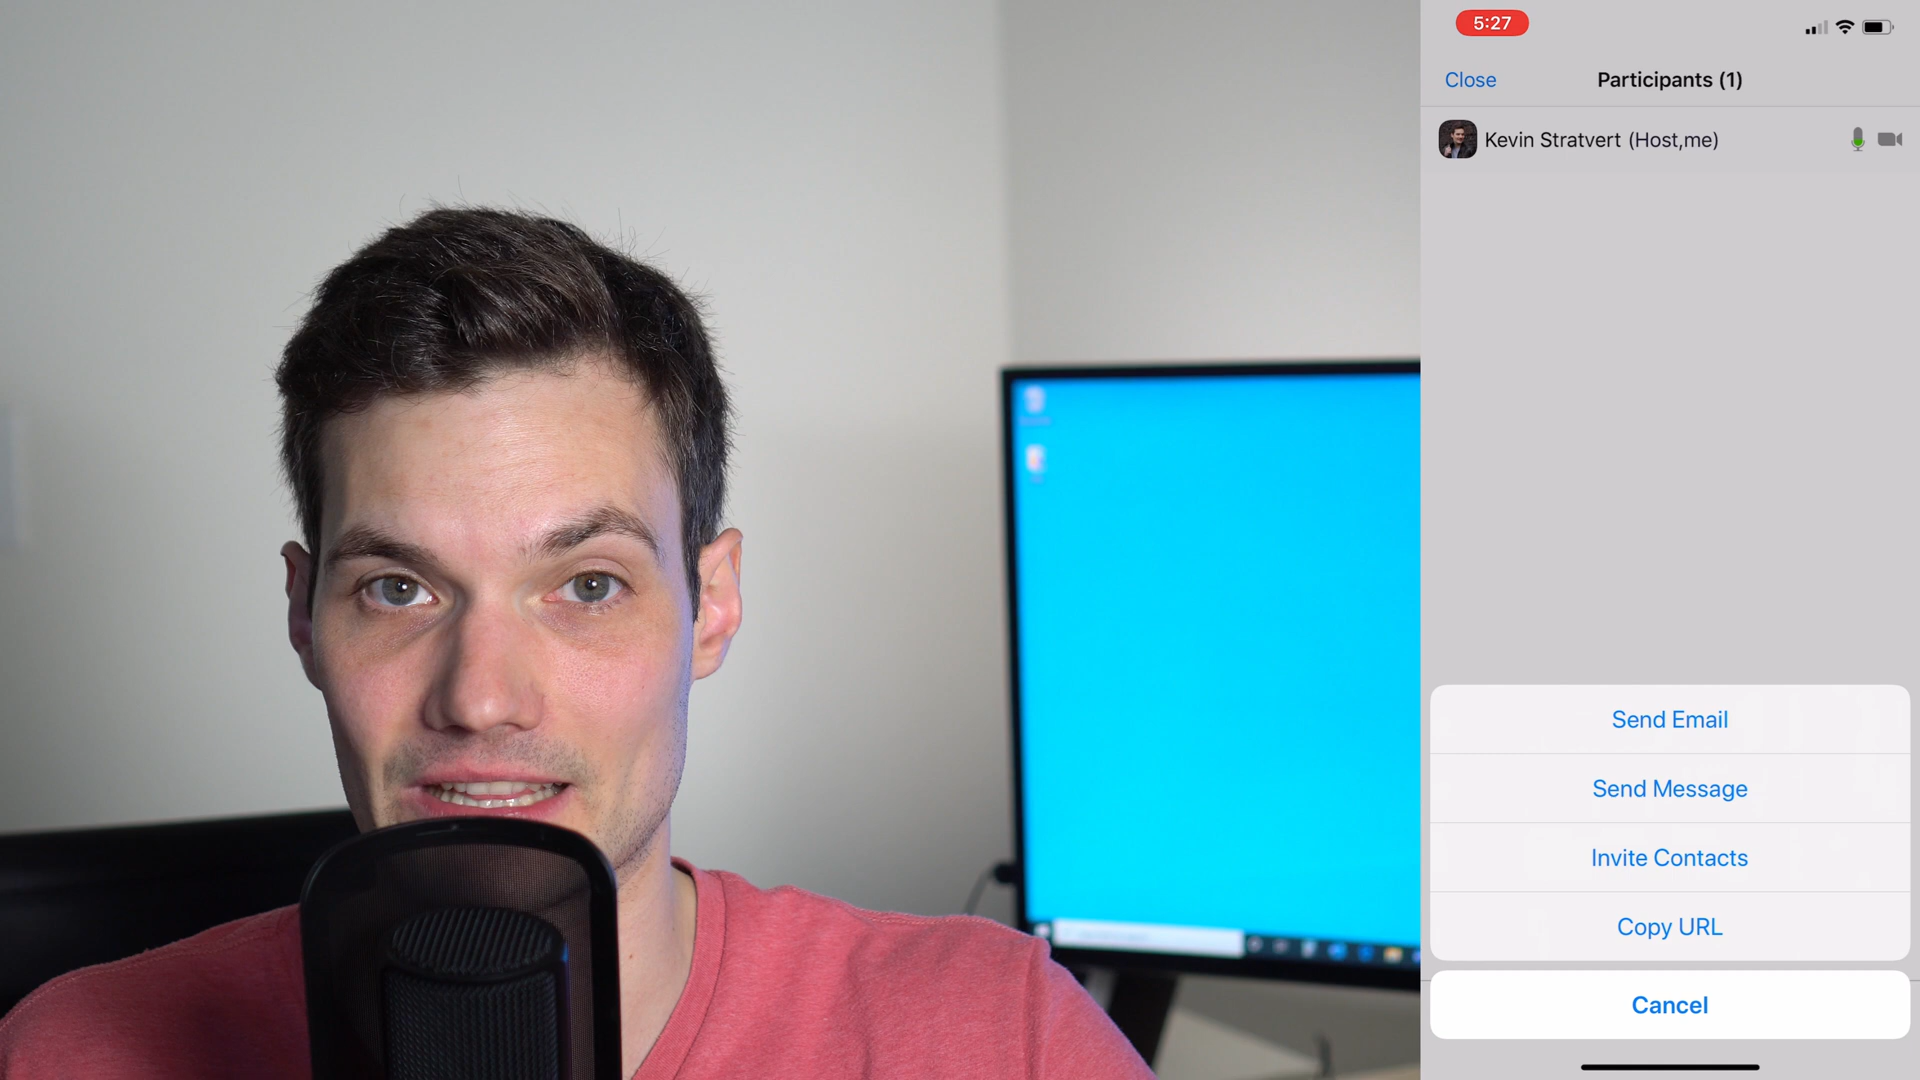 5:27
Close
Participants (1)
Kevin Stratvert (Host,me)
Send Email
Send Message
Invite Contacts
Copy URL
Cancel